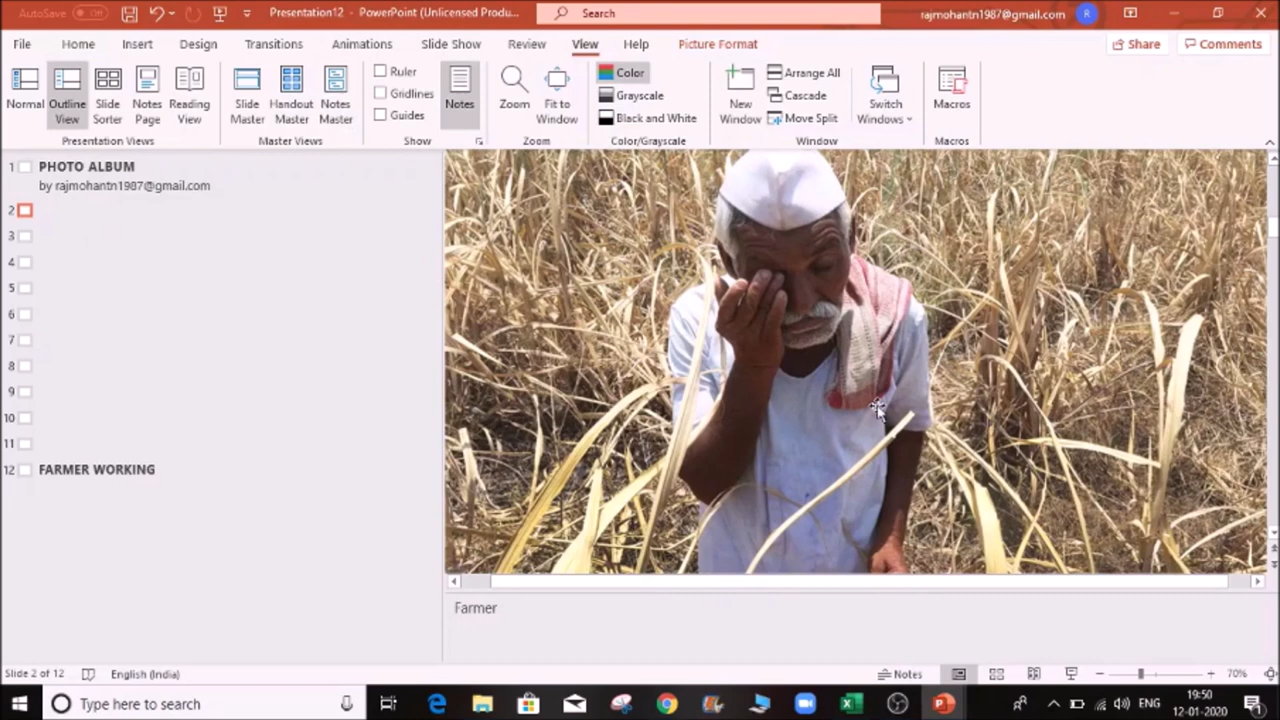 AutoSave Off Presentation12 - PowerPoint (Unlicensed Produ... Search rajmohantn1987@gmail.com R
File Home Insert Design Transitions Animations Slide Show Review View Help Picture Format Share Comments
Normal Outline View Slide Sorter Notes Page Reading View Slide Master Handout Master Notes Master Ruler Gridlines Guides Notes Zoom Fit to Window Color Grayscale Black and White New Window Arrange All Cascade Move Split Switch Windows Macros
Presentation Views Master Views Show Zoom Color/Grayscale Window Macros
1 PHOTO ALBUM
by rajmohantn1987@gmail.com
2
3
4
5
6
7
8
9
10
11
12 FARMER WORKING
Farmer
Slide 2 of 12 English (India) Notes 70%
Type here to search ENG 19:50 12-01-2020 1